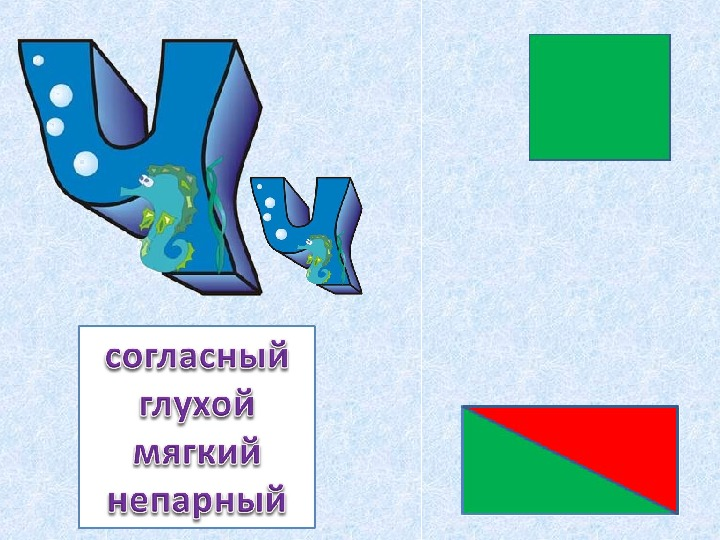 Ч ч
согласный
глухой
мягкий
непарный